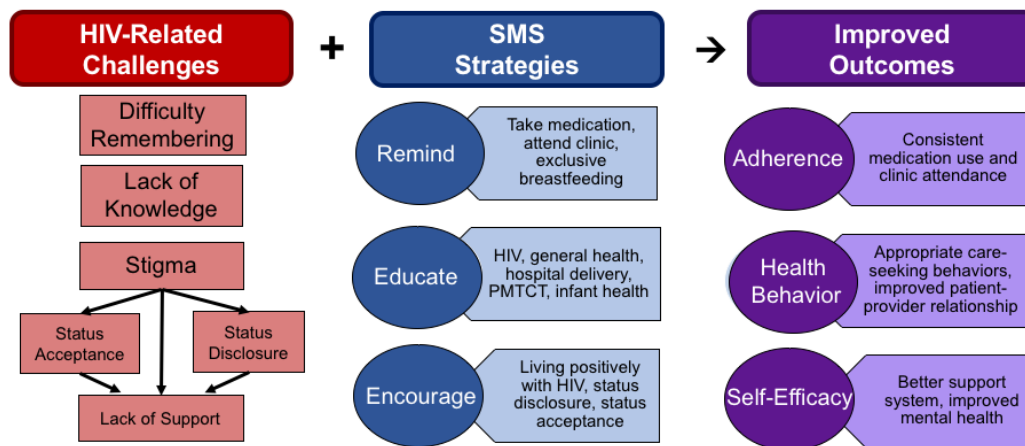 HIV-Related
Challenges
+
SMS
Strategies
→
Improved
Outcomes
Difficulty
Remembering
Lack of
Knowledge
Stigma
Status
Acceptance
Status
Disclosure
Lack of Support
Remind
Take medication,
attend clinic,
exclusive
breastfeeding
Educate
HIV, general health,
hospital delivery,
PMTCT, infant health
Encourage
Living positively
with HIV, status
disclosure, status
acceptance
Adherence
Consistent
medication use and
clinic attendance
Health
Behavior
Appropriate care-
seeking behaviors,
improved patient-
provider relationship
Self-Efficacy
Better support
system, improved
mental health